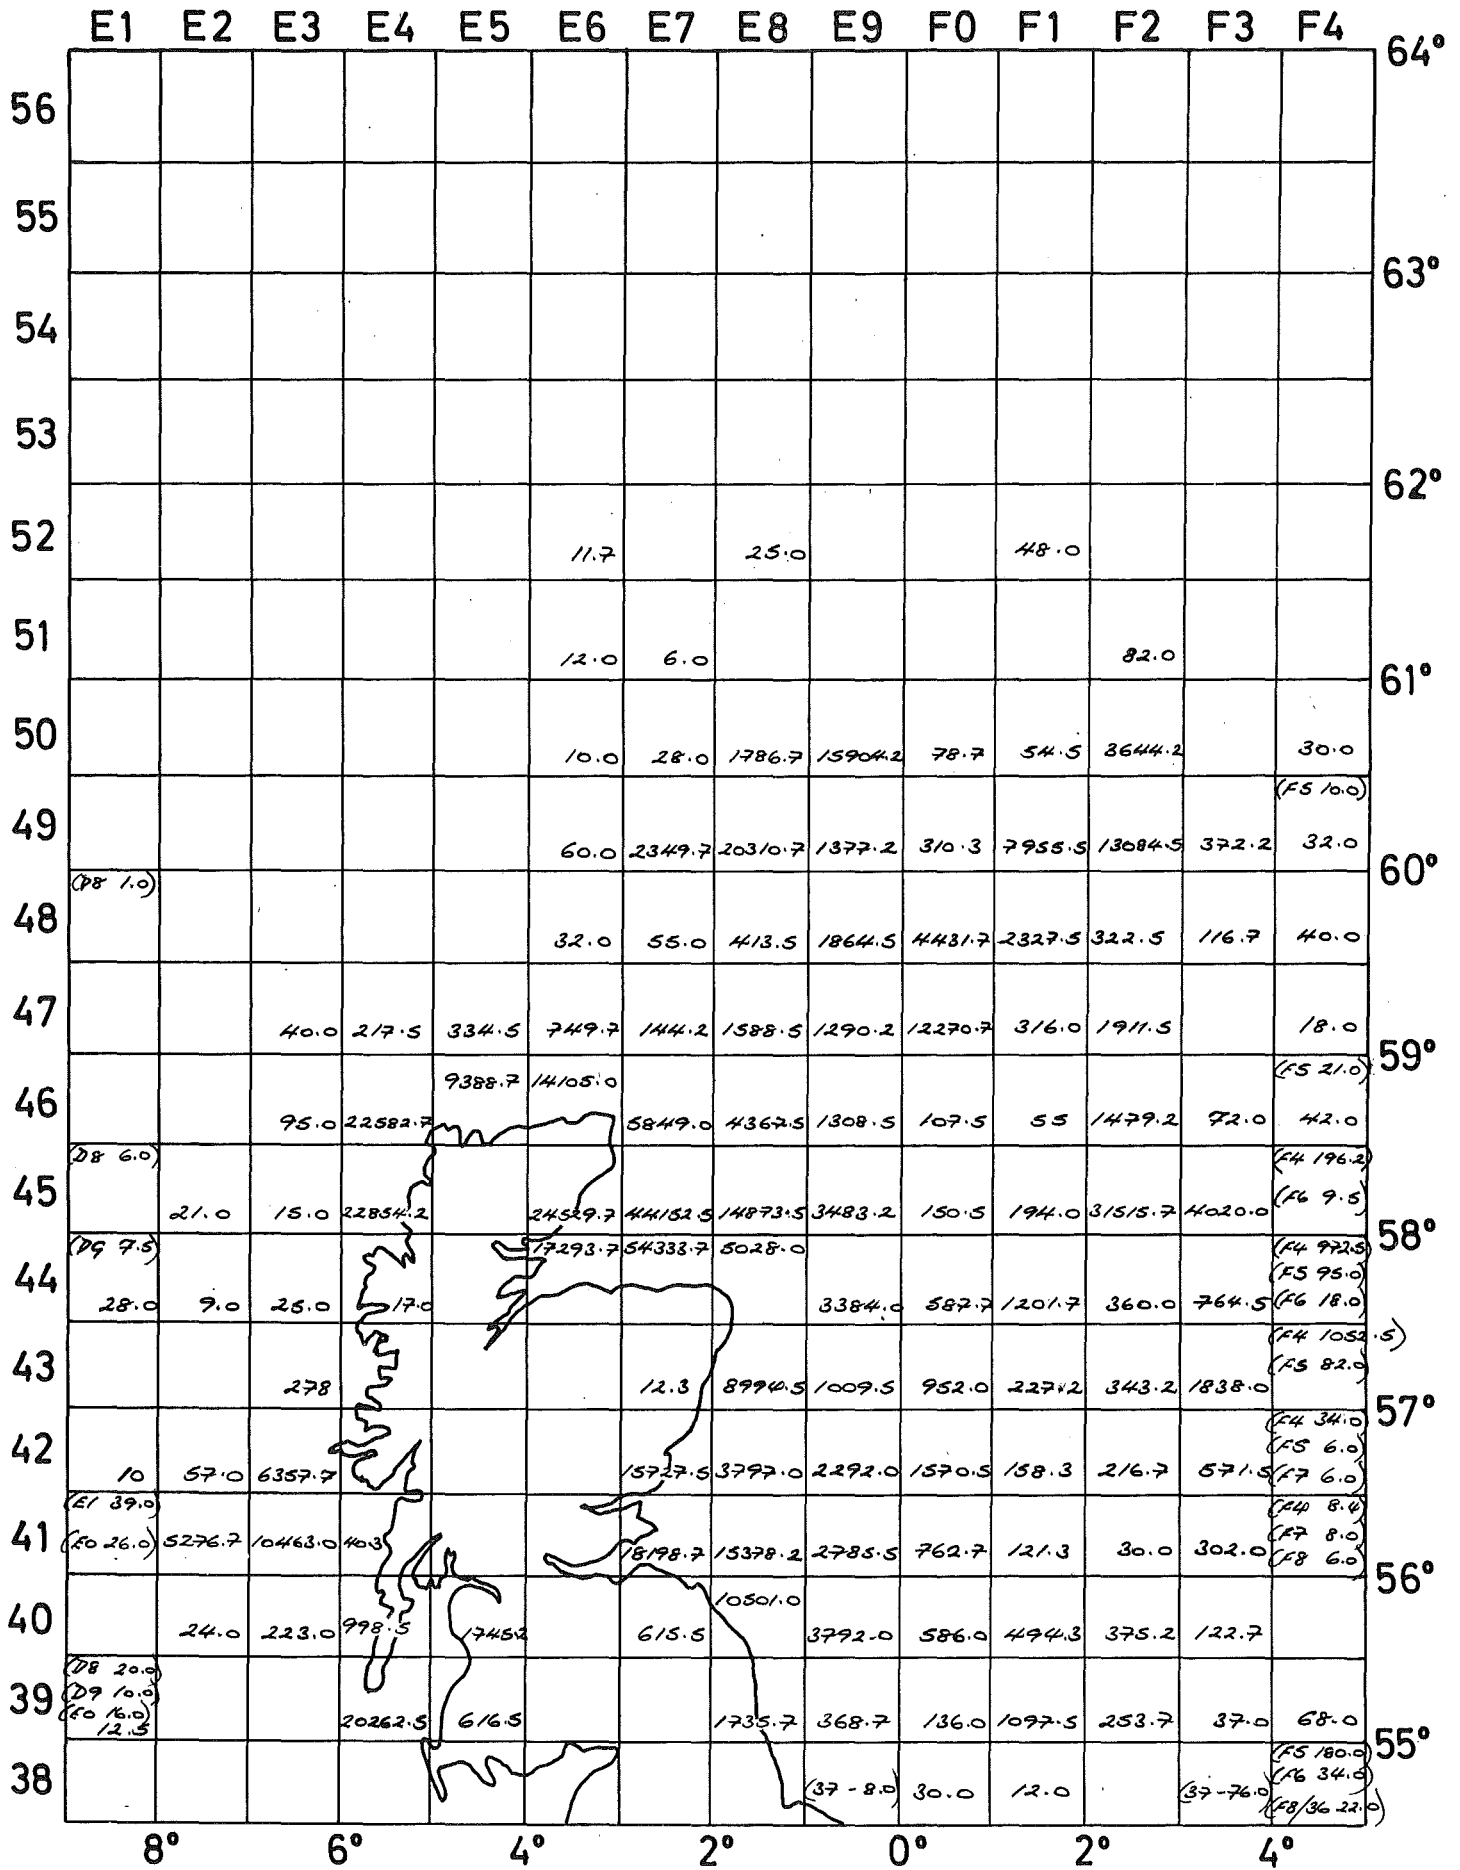 E1 E2 E3 E4 E5 E6 E7 E8 E9 F0 F1 F2 F3 F4
64°
56
55
63°
54
53
62°
52 11.7 25.0 48.0
51 12.0 6.0 82.0
61°
50 10.0 28.0 1786.7 15904.2 78.7 54.5 3644.2 30.0
(F5 10.0)
49 60.0 2349.7 20310.7 1377.2 310.3 7955.5 13084.5 372.2 32.0
60°
(D8 1.0)
48 32.0 55.0 413.5 1864.5 4431.7 2327.5 322.5 116.7 40.0
47 40.0 217.5 334.5 749.7 144.2 1588.5 1290.2 12270.7 316.0 1911.5 18.0
59°
9388.7 14105.0 (F5 21.0)
46 95.0 22582.7 5849.0 4367.5 1308.5 107.5 55 1479.2 72.0 42.0
(D8 6.0) (F4 196.2)
45 21.0 15.0 22854.2 24529.7 44152.5 14873.5 3483.2 150.5 194.0 31515.7 4020.0 (F6 9.5)
58°
(D9 7.5) 17293.7 54333.7 5028.0 (F4 972.5)
(F5 95.0)
44 28.0 9.0 25.0 17.0 3384.0 587.7 1201.7 360.0 764.5 (F6 18.0)
(F4 1052.5)
(F5 82.0)
43 278 12.3 8994.5 1009.5 952.0 227.2 343.2 1838.0
57°
(F4 34.0)
(F5 6.0)
42 10 57.0 6357.7 15727.5 3797.0 2292.0 1570.5 158.3 216.7 571.5 (F7 6.0)
(E1 39.0) (F4 8.4)
(F7 8.0)
41 (E0 26.0) 5276.7 10463.0 403 18198.7 15378.2 2785.5 762.7 121.3 30.0 302.0 (F8 6.0)
56°
10501.0
40 24.0 223.0 998.5 1745.2 615.5 3792.0 586.0 494.3 375.2 122.7
(D8 20.0)
(D9 10.0)
(E0 16.0)
39 12.5 20262.5 616.5 1735.7 368.7 136.0 1097.5 253.7 37.0 68.0
55°
(F5 180.0)
(F6 34.0)
38 (37 - 8.0) 30.0 12.0 (37 - 76.0) (F8/36 22.0)
8° 6° 4° 2° 0° 2° 4°